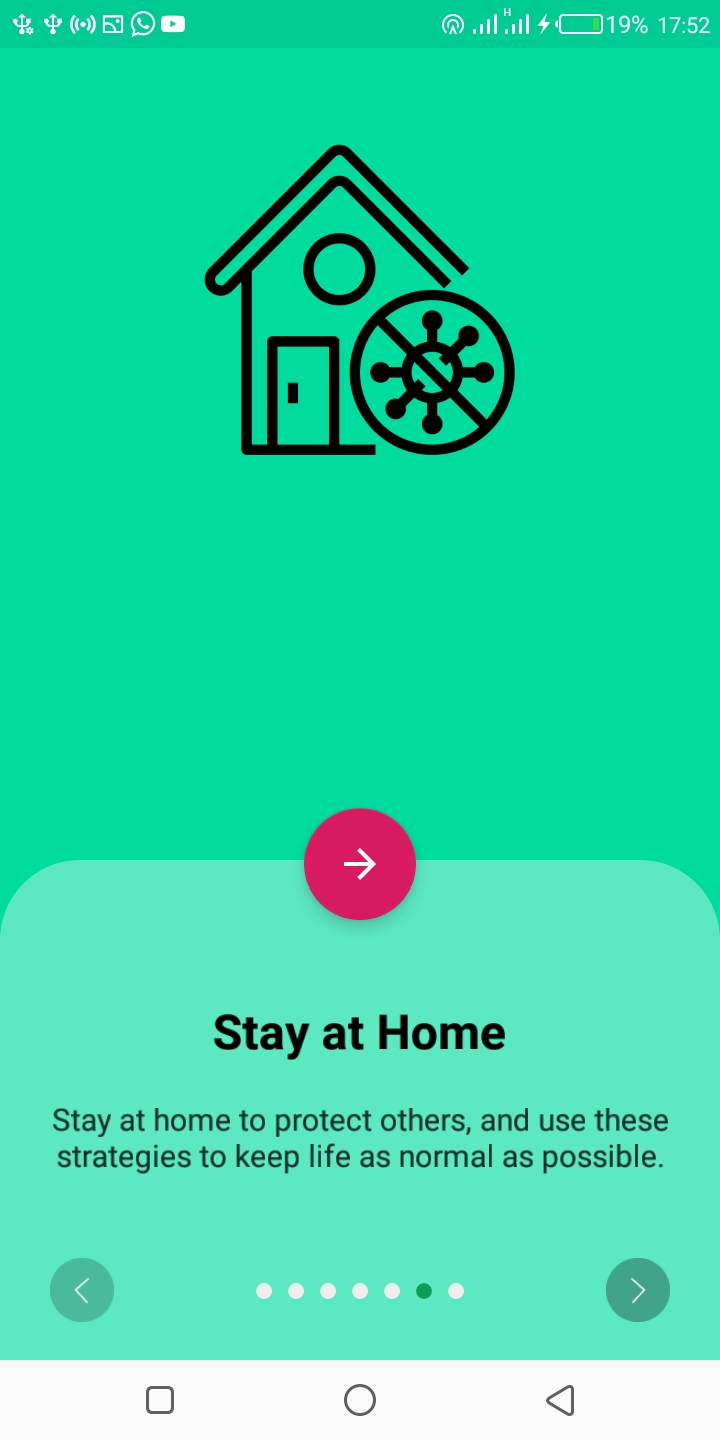 H
19% 17:52
Stay at Home
Stay at home to protect others, and use these
strategies to keep life as normal as possible.